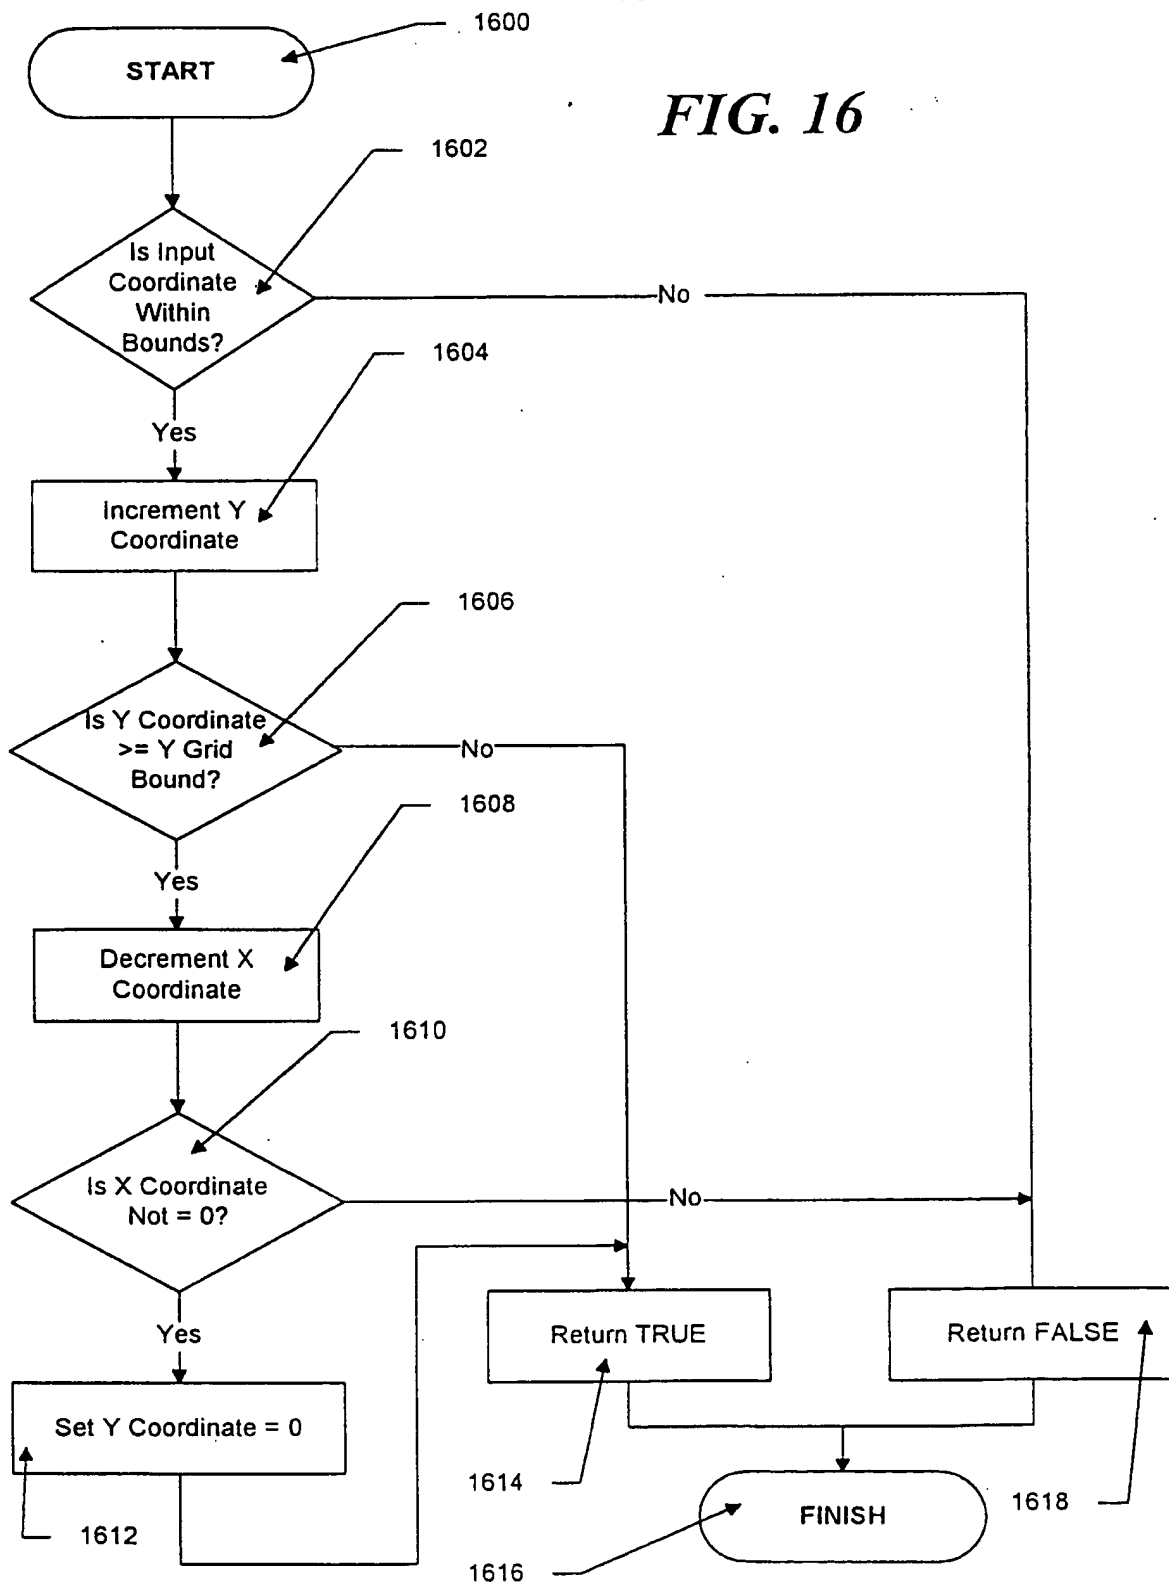 1600
START
FIG. 16
1602
Is Input
Coordinate
Within
Bounds?
No
1604
Yes
Increment Y
Coordinate
1606
Is Y Coordinate
>= Y Grid
Bound?
No
1608
Yes
Decrement X
Coordinate
1610
Is X Coordinate
Not = 0?
No
Yes
Return TRUE
Return FALSE
Set Y Coordinate = 0
1614
1618
FINISH
1612
1616